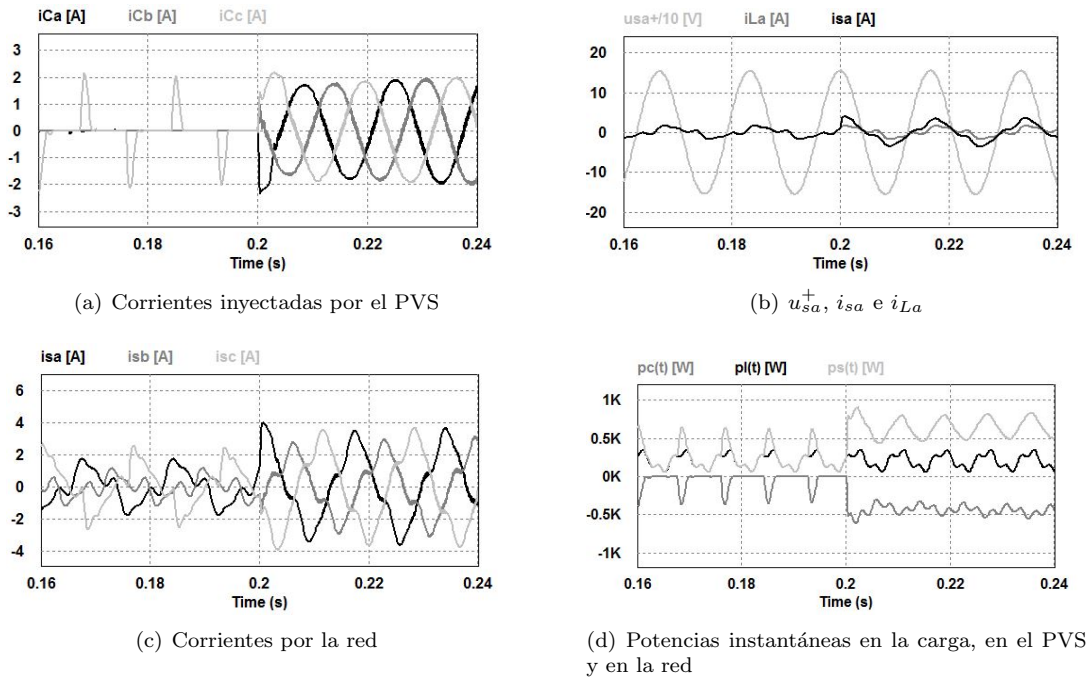 iCa [A] iCb [A] iCc [A]
3
2
1
0
-1
-2
-3
0.16 0.18 0.2 0.22 0.24
Time (s)
(a) Corrientes inyectadas por el PVS
usa+/10 [V] iLa [A] isa [A]
20
10
0
-10
-20
0.16 0.18 0.2 0.22 0.24
Time (s)
(b) u_{sa}^{+}, i_{sa} e i_{La}
isa [A] isb [A] isc [A]
6
4
2
0
-2
-4
0.16 0.18 0.2 0.22 0.24
Time (s)
(c) Corrientes por la red
pc(t) [W] pl(t) [W] ps(t) [W]
1K
0.5K
0K
-0.5K
-1K
0.16 0.18 0.2 0.22 0.24
Time (s)
(d) Potencias instantáneas en la carga, en el PVS
y en la red